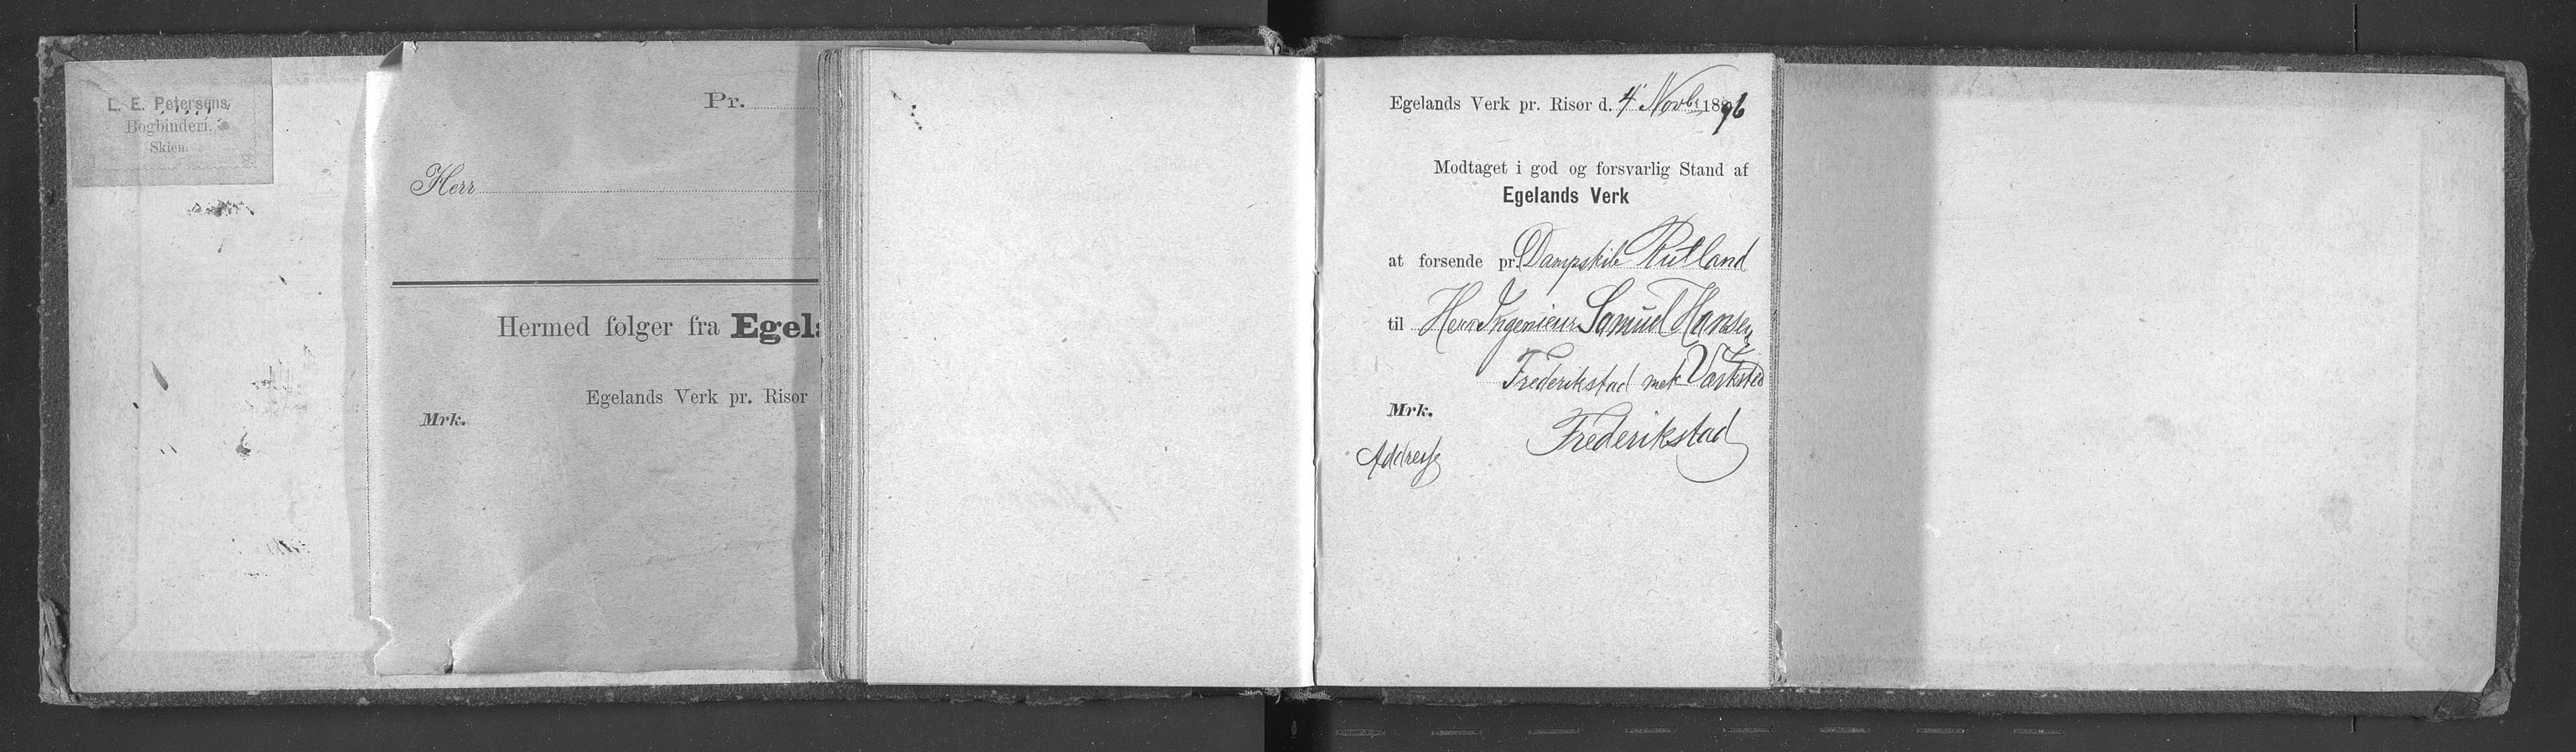 L. E. Petersens
Bogbinderi.
Skien.
Pr.
Herr
Hermed følger fra Egela
Egelands Verk pr. Risør
Mrk.
Egelands Verk pr. Risør d. 4' Novbr 1896
Modtaget i god og forsvarlig Stand af
Egelands Verk
at forsende pr. Dampskib Rutland
til Herr Ingenieur Samuel Hansen
Frederikstad mek Værksted
Mrk.
Frederikstad
Addresse